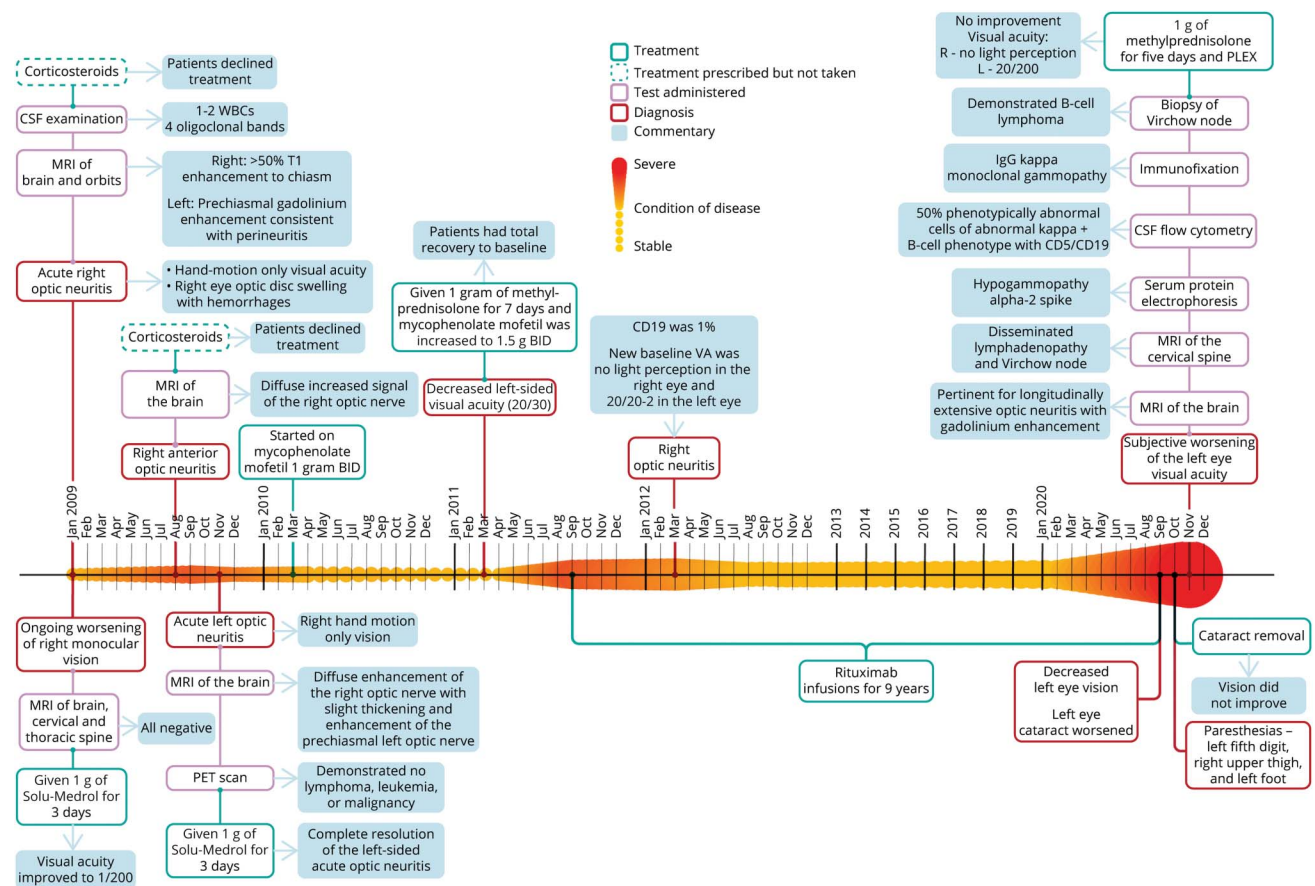 Corticosteroids
Patients declined
treatment
CSF examination
1-2 WBCs
4 oligoclonal bands
MRI of
brain and orbits
Right: >50% T1
enhancement to chiasm
Left: Prechiasmal gadolinium
enhancement consistent
with perineuritis
Acute right
optic neuritis
• Hand-motion only visual acuity
• Right eye optic disc swelling
with hemorrhages
Corticosteroids
Patients declined
treatment
MRI of
the brain
Diffuse increased signal
of the right optic nerve
Right anterior
optic neuritis
Started on
mycophenolate
mofetil 1 gram BID
Patients had total
recovery to baseline
Given 1 gram of methyl-
prednisolone for 7 days and
mycophenolate mofetil was
increased to 1.5 g BID
Decreased left-sided
visual acuity (20/30)
Treatment
Treatment prescribed but not taken
Test administered
Diagnosis
Commentary
Severe
Condition of disease
Stable
CD19 was 1%
New baseline VA was
no light perception in the
right eye and
20/20-2 in the left eye
Right
optic neuritis
No improvement
Visual acuity:
R - no light perception
L - 20/200
1 g of
methylprednisolone
for five days and PLEX
Demonstrated B-cell
lymphoma
Biopsy of
Virchow node
IgG kappa
monoclonal gammopathy
Immunofixation
50% phenotypically abnormal
cells of abnormal kappa +
B-cell phenotype with CD5/CD19
CSF flow cytometry
Hypogammopathy
alpha-2 spike
Serum protein
electrophoresis
Disseminated
lymphadenopathy
and Virchow node
MRI of the
cervical spine
Pertinent for longitudinally
extensive optic neuritis with
gadolinium enhancement
MRI of the brain
Subjective worsening
of the left eye
visual acuity
Jan 2009
Feb
Mar
Apr
May
Jun
Jul
Aug
Sep
Oct
Nov
Dec
Jan 2010
Feb
Mar
Apr
May
Jun
Jul
Aug
Sep
Oct
Nov
Dec
Jan 2011
Feb
Mar
Apr
May
Jun
Jul
Aug
Sep
Oct
Nov
Dec
Jan 2012
Feb
Mar
Apr
May
Jun
Jul
Aug
Sep
Oct
Nov
Dec
2013
2014
2015
2016
2017
2018
2019
Jan 2020
Feb
Mar
Apr
May
Jun
Jul
Aug
Sep
Oct
Nov
Dec
Ongoing worsening
of right monocular
vision
MRI of brain,
cervical and
thoracic spine
All negative
Given 1 g of
Solu-Medrol for
3 days
Visual acuity
improved to 1/200
Acute left optic
neuritis
Right hand motion
only vision
MRI of the brain
Diffuse enhancement of
the right optic nerve with
slight thickening and
enhancement of the
prechiasmal left optic nerve
PET scan
Demonstrated no
lymphoma, leukemia,
or malignancy
Given 1 g of
Solu-Medrol for
3 days
Complete resolution
of the left-sided
acute optic neuritis
Rituximab
infusions for 9 years
Decreased
left eye vision
Left eye
cataract worsened
Cataract removal
Vision did
not improve
Paresthasias –
left fifth digit,
right upper thigh,
and left foot